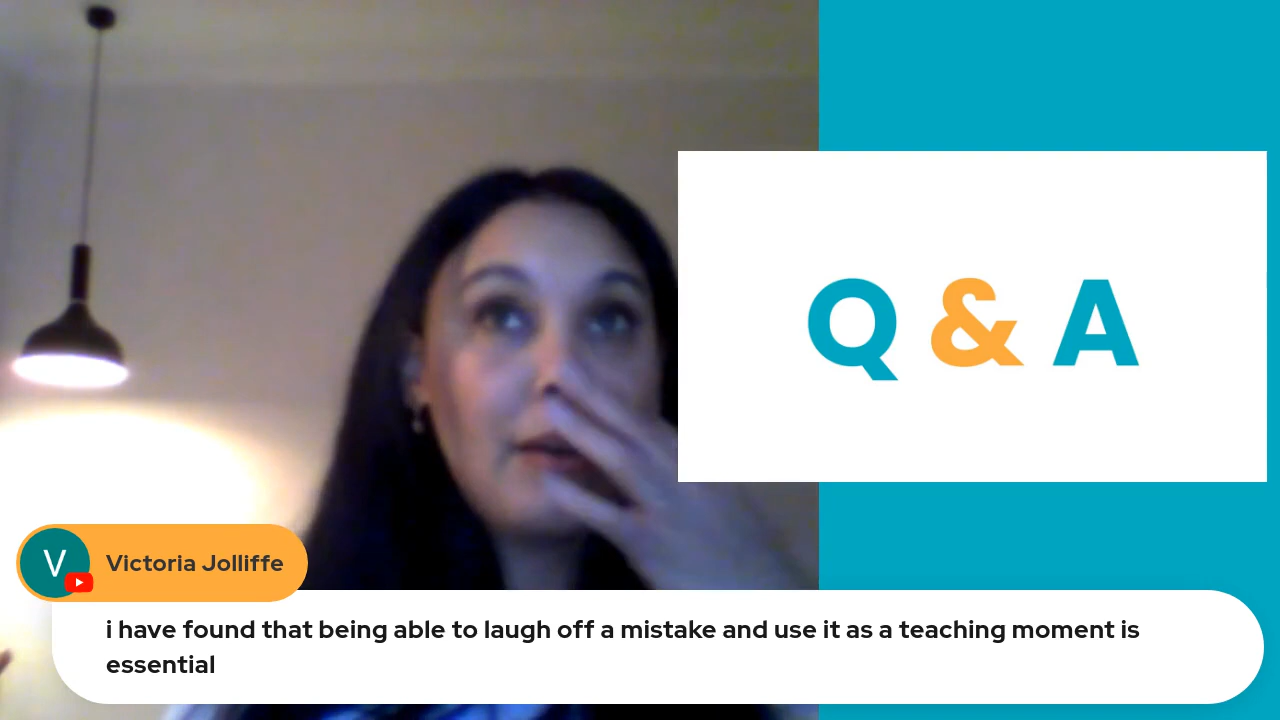 Q & A
V
Victoria Jolliffe
i have found that being able to laugh off a mistake and use it as a teaching moment is
essential